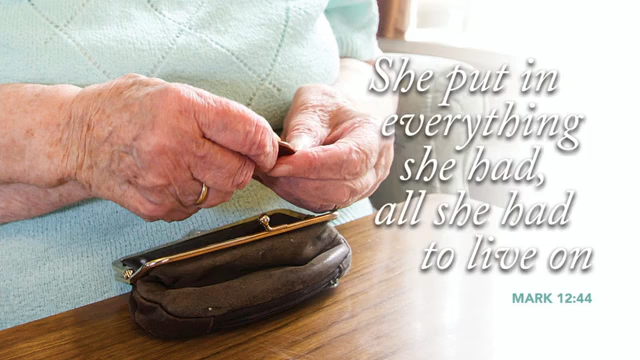 She put in
everything
she had,
all she had
to live on
MARK 12:44